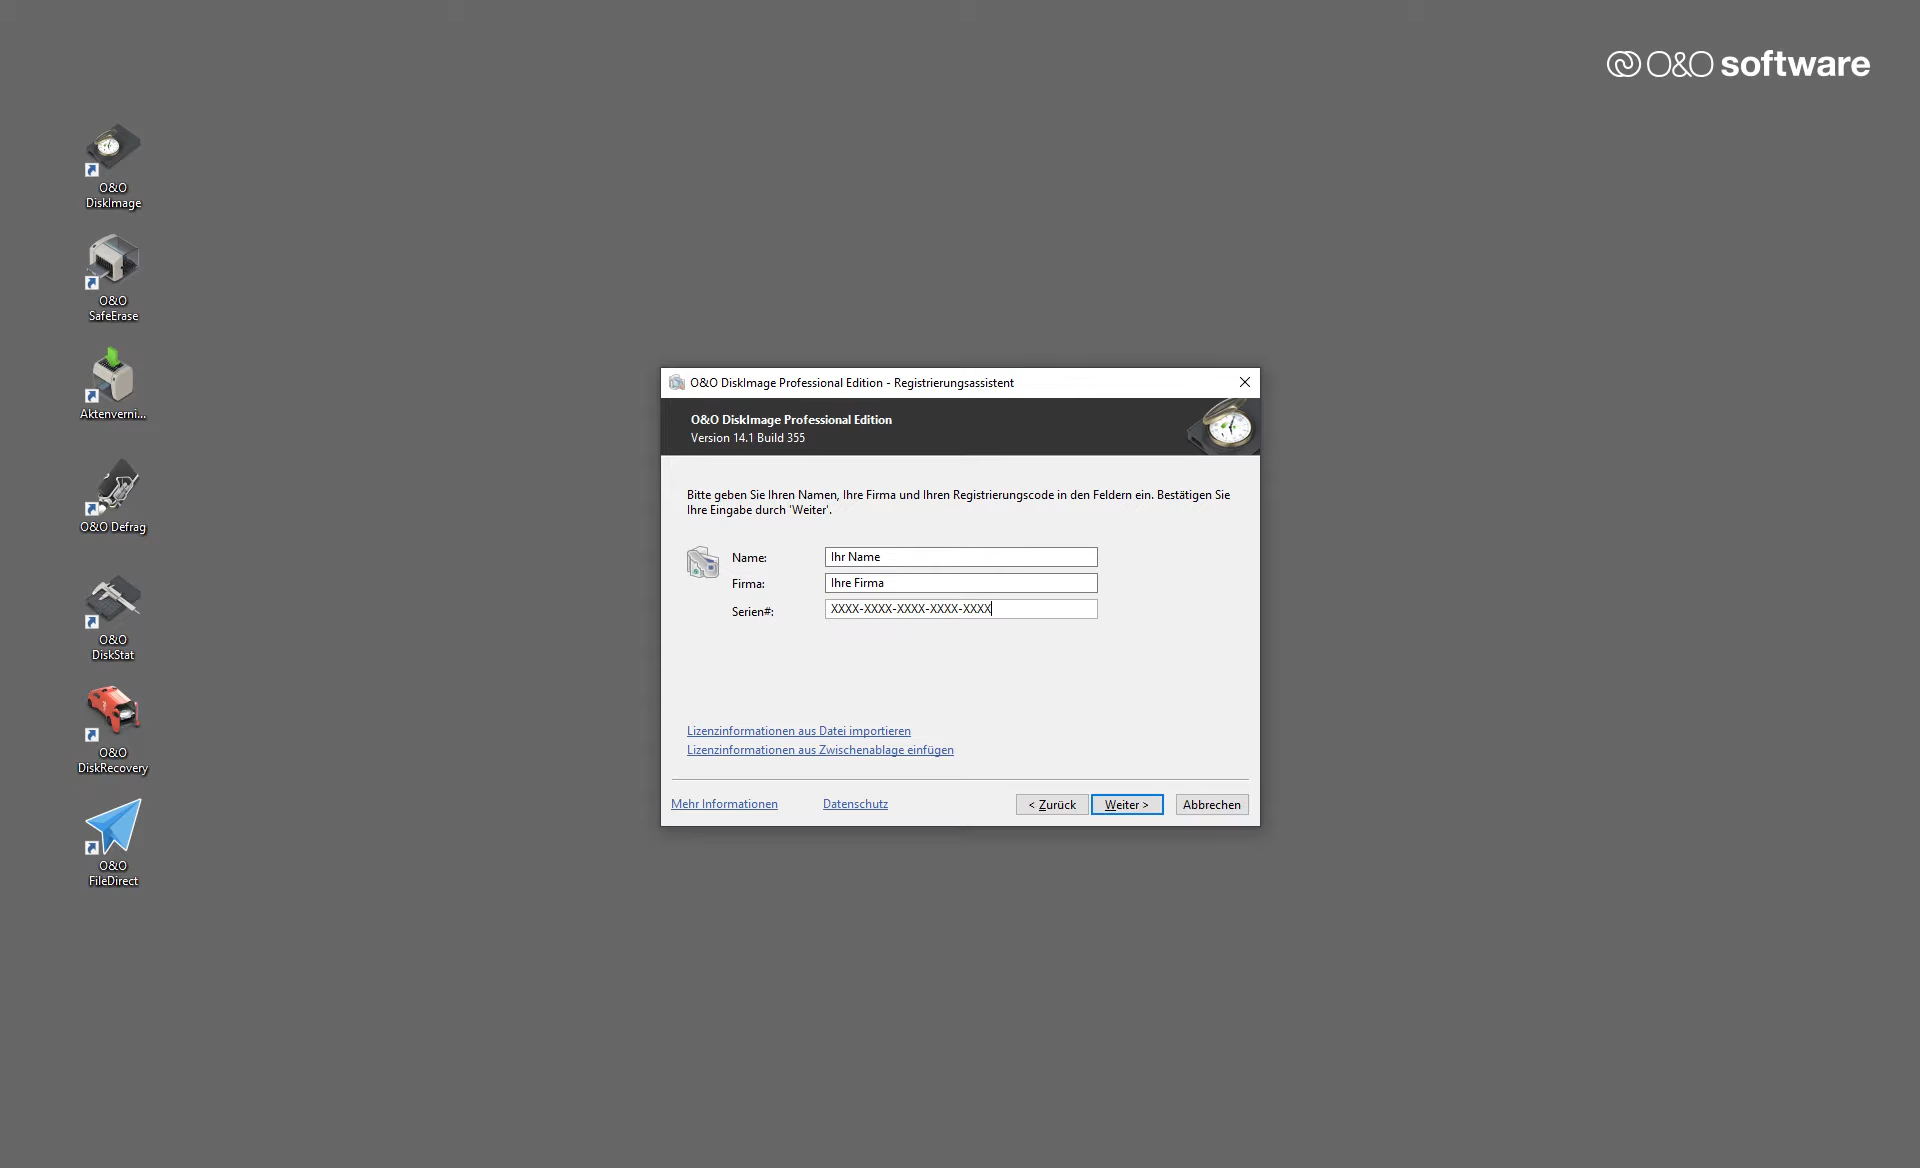 O&O software
O&O
DiskImage
O&O
SafeErase
Aktenverni...
O&O Defrag
O&O
DiskStat
O&O
DiskRecovery
O&O
FileDirect
O&O DiskImage Professional Edition - Registrierungsassistent
O&O DiskImage Professional Edition
Version 14.1 Build 355
Bitte geben Sie Ihren Namen, Ihre Firma und Ihren Registrierungscode in den Feldern ein. Bestätigen Sie
Ihre Eingabe durch 'Weiter'.
Name: Ihr Name
Firma: Ihre Firma
Serien#: XXXX-XXXX-XXXX-XXXX-XXXX
Lizenzinformationen aus Datei importieren
Lizenzinformationen aus Zwischenablage einfügen
Mehr Informationen Datenschutz < Zurück Weiter > Abbrechen